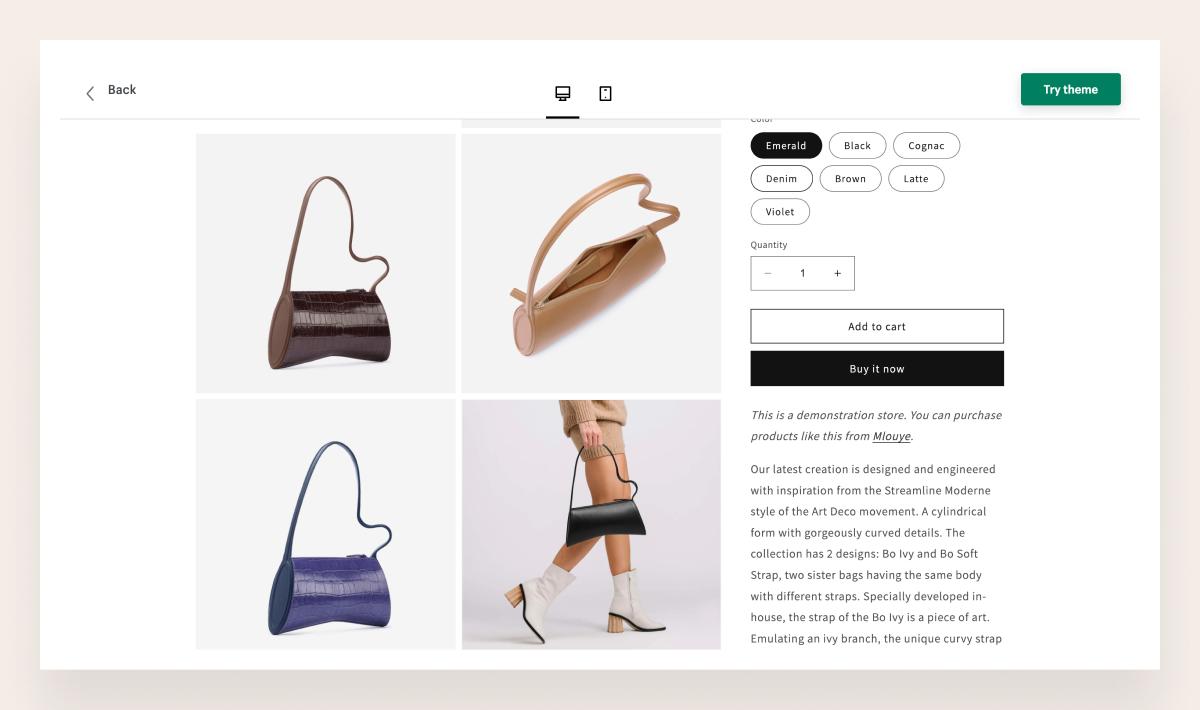 Back
Try theme
Color
Emerald
Black
Cognac
Denim
Brown
Latte
Violet
Quantity
1
Add to cart
Buy it now
This is a demonstration store. You can purchase
products like this from Mlouye.
Our latest creation is designed and engineered
with inspiration from the Streamline Moderne
style of the Art Deco movement. A cylindrical
form with gorgeously curved details. The
collection has 2 designs: Bo Ivy and Bo Soft
Strap, two sister bags having the same body
with different straps. Specially developed in-
house, the strap of the Bo Ivy is a piece of art.
Emulating an ivy branch, the unique curvy strap